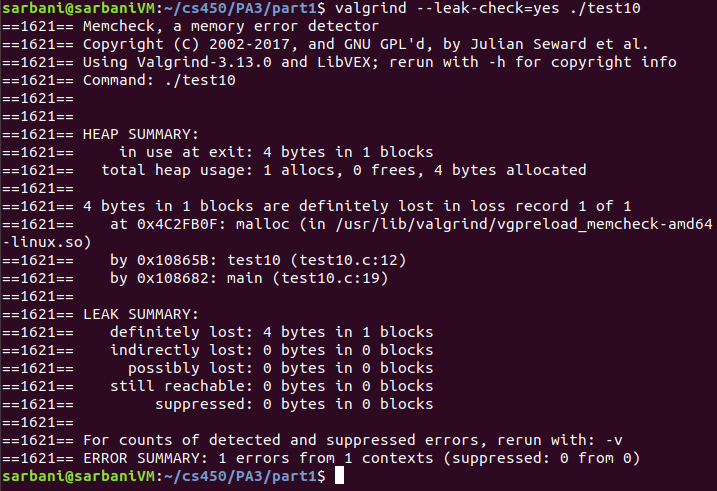 sarbani@sarbaniVM:~/cs450/PA3/part1$ valgrind --leak-check=yes ./test10
==1621== Memcheck, a memory error detector
==1621== Copyright (C) 2002-2017, and GNU GPL'd, by Julian Seward et al.
==1621== Using Valgrind-3.13.0 and LibVEX; rerun with -h for copyright info
==1621== Command: ./test10
==1621==
==1621==
==1621== HEAP SUMMARY:
==1621==     in use at exit: 4 bytes in 1 blocks
==1621==   total heap usage: 1 allocs, 0 frees, 4 bytes allocated
==1621==
==1621== 4 bytes in 1 blocks are definitely lost in loss record 1 of 1
==1621==    at 0x4C2FB0F: malloc (in /usr/lib/valgrind/vgpreload_memcheck-amd64
-linux.so)
==1621==    by 0x10865B: test10 (test10.c:12)
==1621==    by 0x108682: main (test10.c:19)
==1621==
==1621== LEAK SUMMARY:
==1621==    definitely lost: 4 bytes in 1 blocks
==1621==    indirectly lost: 0 bytes in 0 blocks
==1621==      possibly lost: 0 bytes in 0 blocks
==1621==    still reachable: 0 bytes in 0 blocks
==1621==         suppressed: 0 bytes in 0 blocks
==1621==
==1621== For counts of detected and suppressed errors, rerun with: -v
==1621== ERROR SUMMARY: 1 errors from 1 contexts (suppressed: 0 from 0)
sarbani@sarbaniVM:~/cs450/PA3/part1$